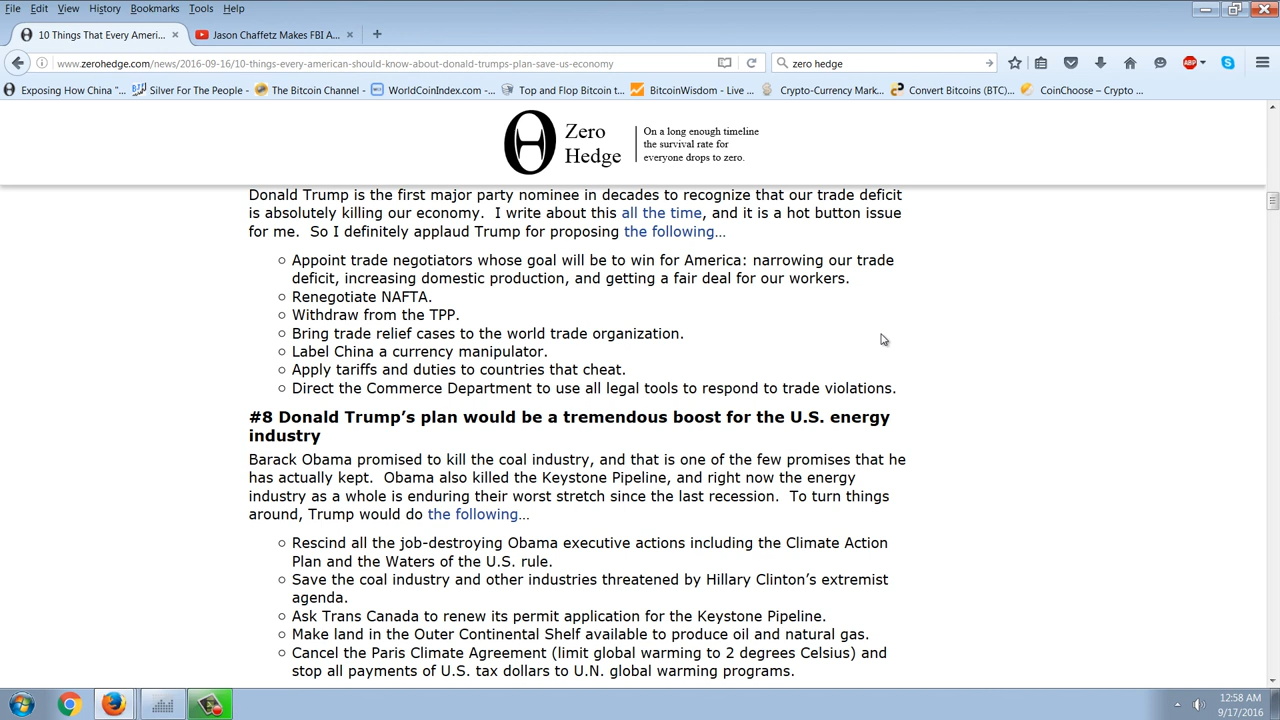 File Edit View History Bookmarks Tools Help
10 Things That Every Ameri...
Jason Chaffetz Makes FBI A...
www.zerohedge.com/news/2016-09-16/10-things-every-american-should-know-about-donald-trumps-plan-save-us-economy
zero hedge
ABP
Exposing How China "... Silver For The People - ... The Bitcoin Channel - ... WorldCoinIndex.com -... Top and Flop Bitcoin t... BitcoinWisdom - Live ... Crypto-Currency Mark... Convert Bitcoins (BTC)... CoinChoose – Crypto ...
Zero Hedge
On a long enough timeline
the survival rate for
everyone drops to zero.
Donald Trump is the first major party nominee in decades to recognize that our trade deficit
is absolutely killing our economy. I write about this all the time, and it is a hot button issue
for me. So I definitely applaud Trump for proposing the following…
Appoint trade negotiators whose goal will be to win for America: narrowing our trade
deficit, increasing domestic production, and getting a fair deal for our workers.
Renegotiate NAFTA.
Withdraw from the TPP.
Bring trade relief cases to the world trade organization.
Label China a currency manipulator.
Apply tariffs and duties to countries that cheat.
Direct the Commerce Department to use all legal tools to respond to trade violations.
#8 Donald Trump’s plan would be a tremendous boost for the U.S. energy
industry
Barack Obama promised to kill the coal industry, and that is one of the few promises that he
has actually kept. Obama also killed the Keystone Pipeline, and right now the energy
industry as a whole is enduring their worst stretch since the last recession. To turn things
around, Trump would do the following…
Rescind all the job-destroying Obama executive actions including the Climate Action
Plan and the Waters of the U.S. rule.
Save the coal industry and other industries threatened by Hillary Clinton’s extremist
agenda.
Ask Trans Canada to renew its permit application for the Keystone Pipeline.
Make land in the Outer Continental Shelf available to produce oil and natural gas.
Cancel the Paris Climate Agreement (limit global warming to 2 degrees Celsius) and
stop all payments of U.S. tax dollars to U.N. global warming programs.
12:58 AM
9/17/2016